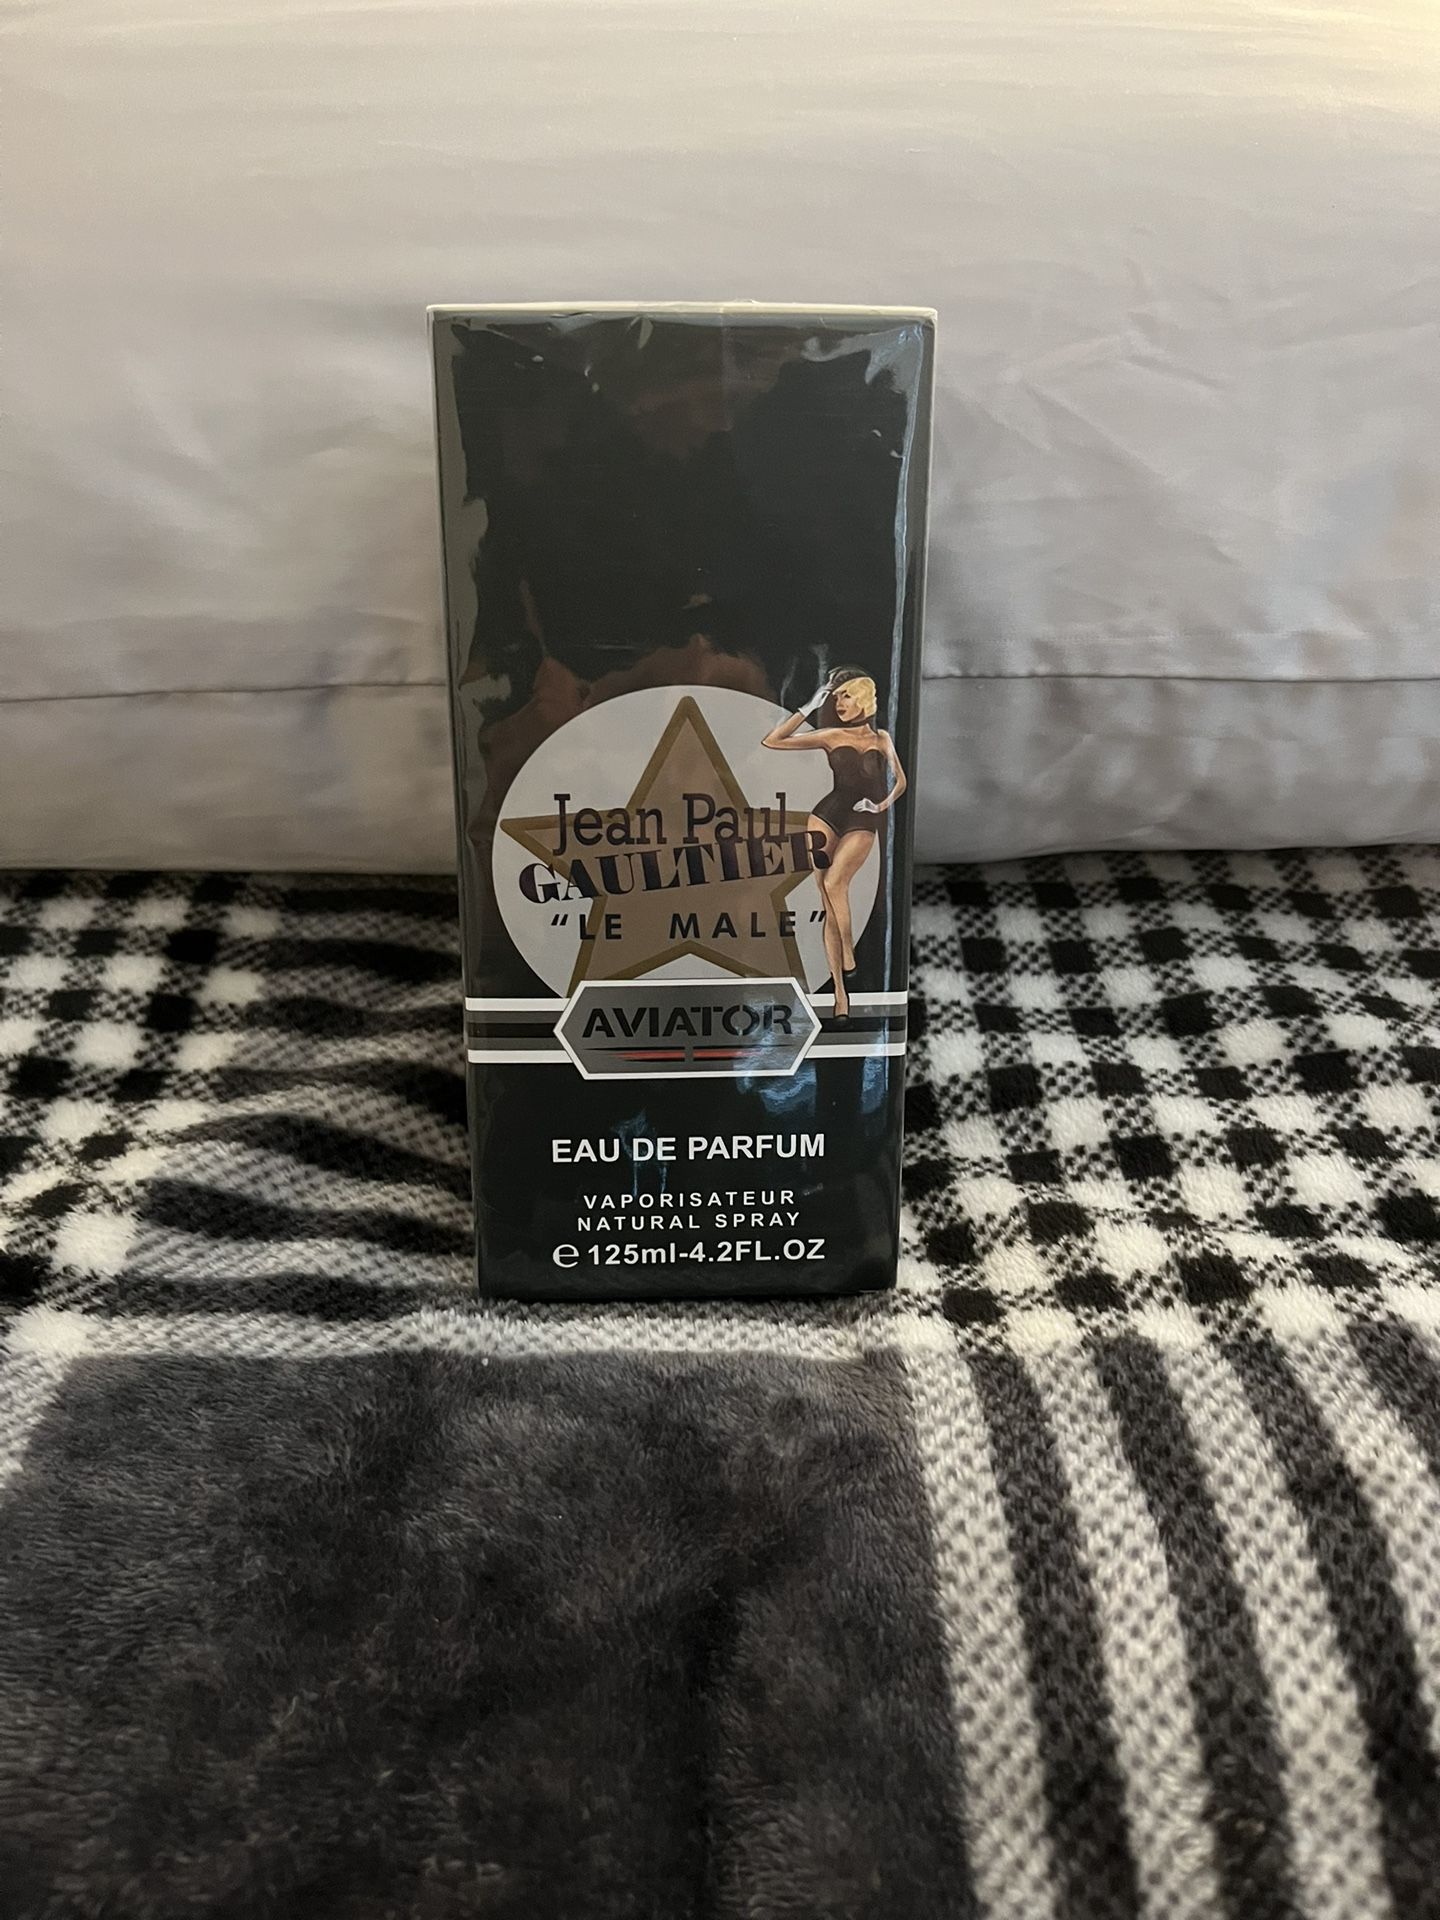 Jean Paul
GAULTIER
"LE MALE"
AVIATOR
EAU DE PARFUM
VAPORISATEUR
NATURAL SPRAY
℮ 125ml-4.2FL.OZ